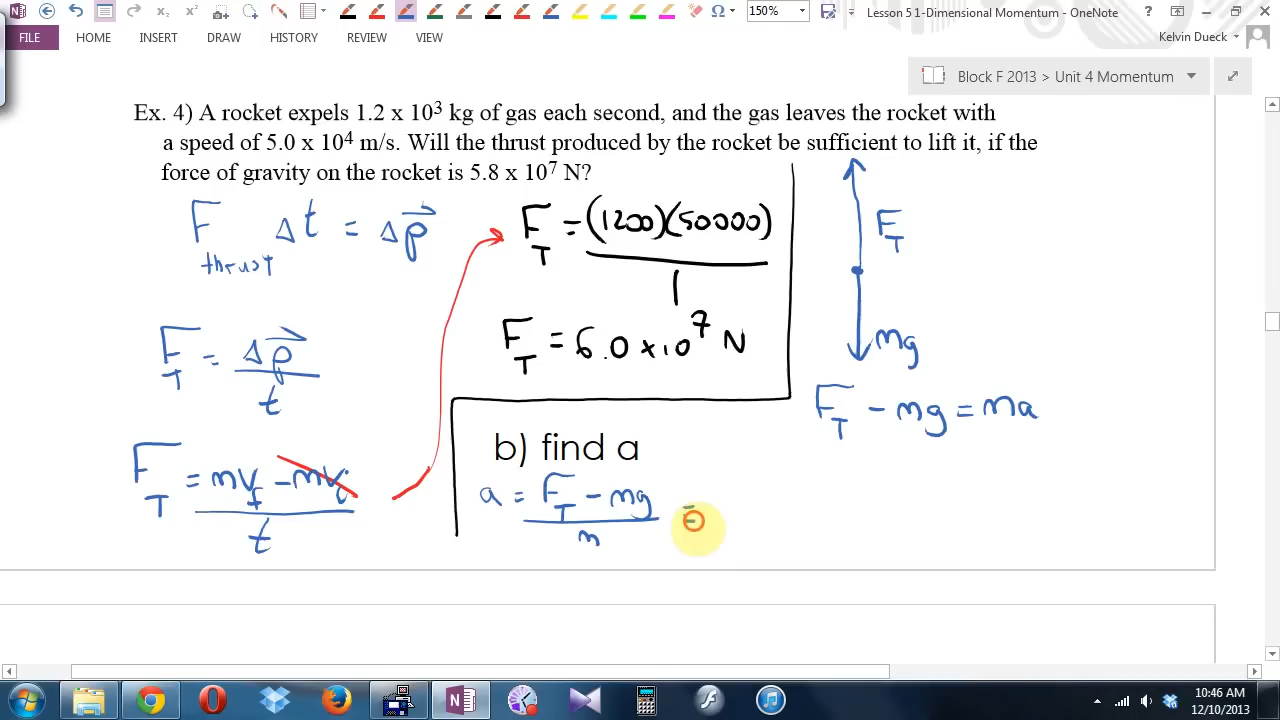 150%
Lesson 5 1-Dimensional Momentum - OneNote
FILE HOME INSERT DRAW HISTORY REVIEW VIEW
Kelvin Dueck
Block F 2013 > Unit 4 Momentum
Ex. 4) A rocket expels 1.2 x 10³ kg of gas each second, and the gas leaves the rocket with
a speed of 5.0 x 10⁴ m/s. Will the thrust produced by the rocket be sufficient to lift it, if the
force of gravity on the rocket is 5.8 x 10⁷ N?
F thrust Δt = Δp⃗
F_T = Δp⃗ / t
F_T = mv_f - mv_i / t
F_T = (1200)(50000) / 1
F_T = 6.0 x 10⁷ N
b) find a
a = F_T - mg / m =
F_T
mg
F_T - mg = ma
10:46 AM
12/10/2013